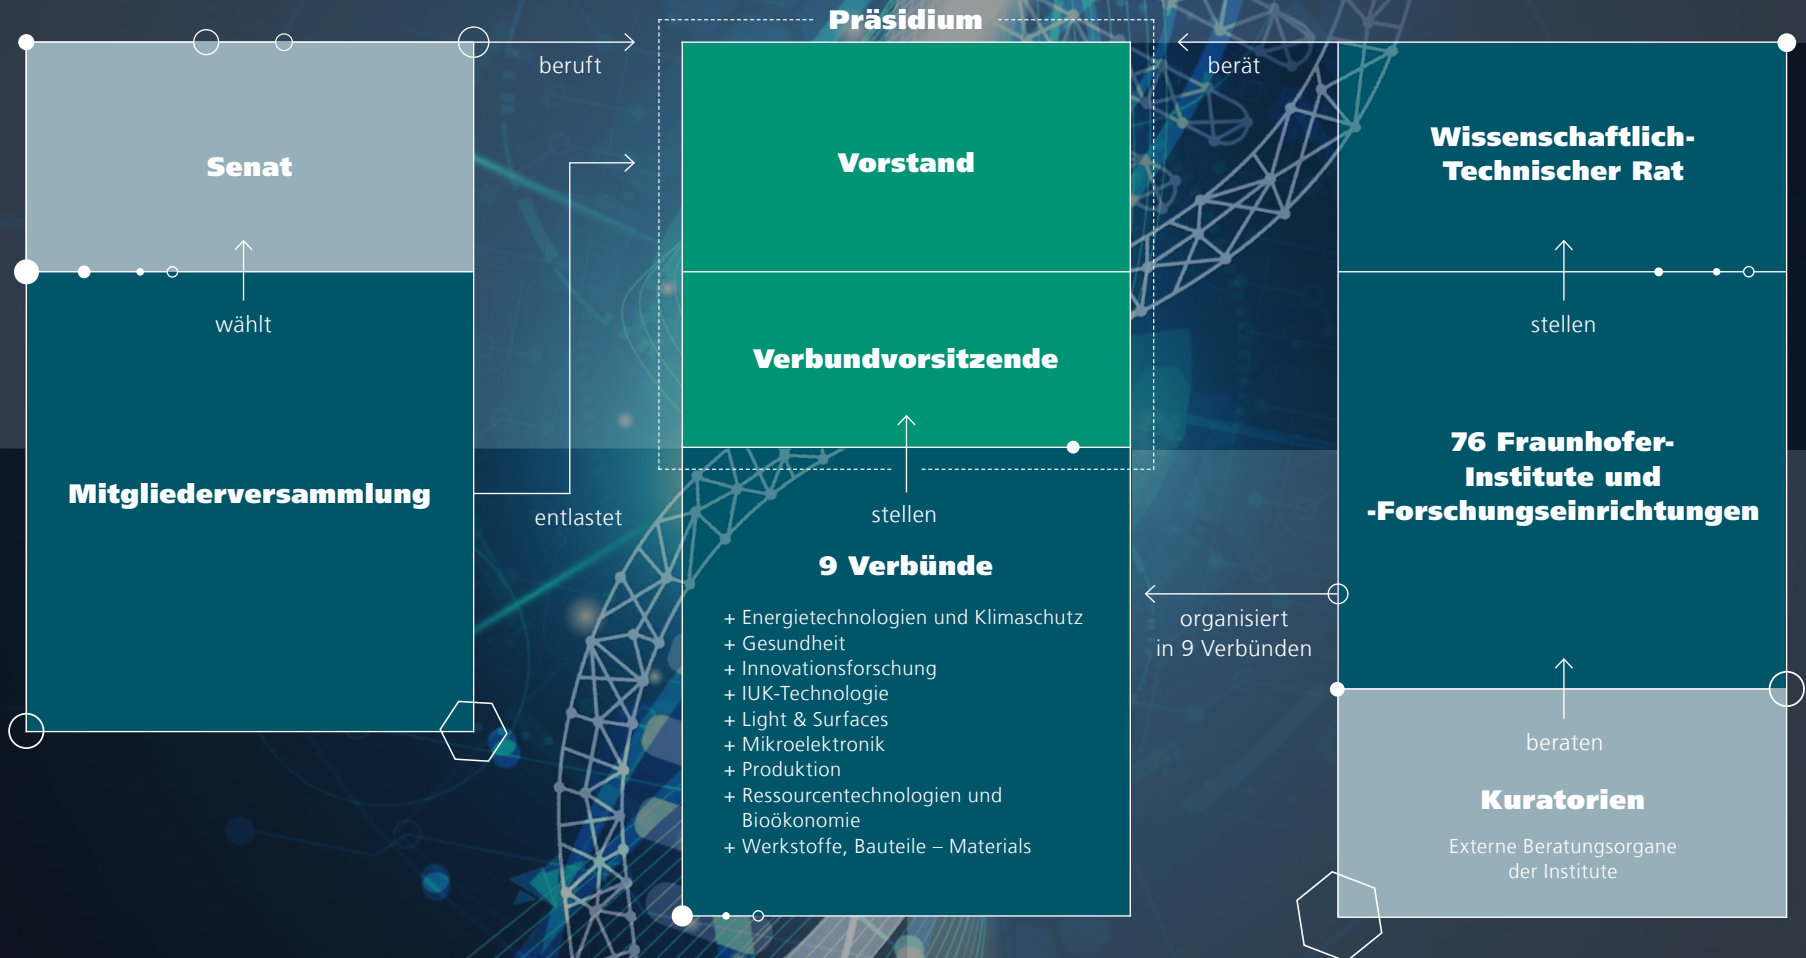 Präsidium
beruft
berät
Senat
wählt
Mitgliederversammlung
entlastet
Vorstand
Verbundvorsitzende
stellen
9 Verbünde
+ Energietechnologien und Klimaschutz
+ Gesundheit
+ Innovationsforschung
+ IUK-Technologie
+ Light & Surfaces
+ Mikroelektronik
+ Produktion
+ Ressourcentechnologien und
Bioökonomie
+ Werkstoffe, Bauteile – Materials
organisiert
in 9 Verbünden
Wissenschaftlich-
Technischer Rat
stellen
76 Fraunhofer-
Institute und
-Forschungseinrichtungen
beraten
Kuratorien
Externe Beratungsorgane
der Institute